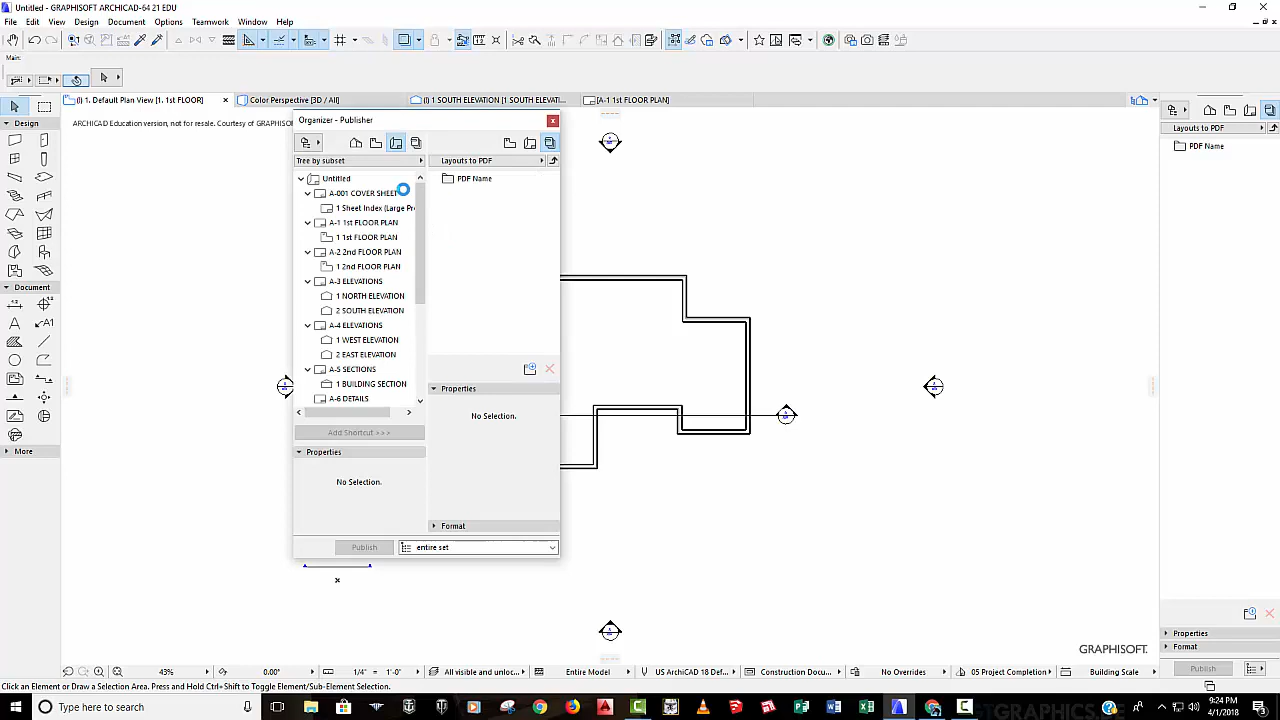 Untitled - GRAPHISOFT ARCHICAD-64 21 EDU
File Edit View Design Document Options Teamwork Window Help
Main:
(I) 1. Default Plan View [1. 1st FLOOR]
Color Perspective [3D / All]
(I) 1 SOUTH ELEVATION [1 SOUTH ELEVATI...
[A-1 1st FLOOR PLAN]
ARCHICAD Education version, not for resale. Courtesy of GRAPHISO
Organizer - Publisher
Tree by subset
Layouts to PDF
Untitled
PDF Name
A-001 COVER SHEET
1 Sheet Index (Large Pr
A-1 1st FLOOR PLAN
1 1st FLOOR PLAN
A-2 2nd FLOOR PLAN
1 2nd FLOOR PLAN
A-3 ELEVATIONS
1 NORTH ELEVATION
2 SOUTH ELEVATION
A-4 ELEVATIONS
1 WEST ELEVATION
2 EAST ELEVATION
A-5 SECTIONS
1 BUILDING SECTION
A-6 DETAILS
Add Shortcut >>>
Properties
No Selection.
Properties
No Selection.
Format
Publish
entire set
Layouts to PDF
PDF Name
Properties
Format
Publish
GRAPHISOFT.
Design
Document
More
43% 0.00° 1/4" = 1'-0" All visible and uni... Entire Model US ArchiCAD 18 Def... Construction Docu... No Overrides 05 Project Completion Building Scale
Click an Element or Draw a Selection Area. Press and Hold Ctrl+Shift to Toggle Element/Sub-Element Selection.
Type here to search
9:24 PM
4/1/2018